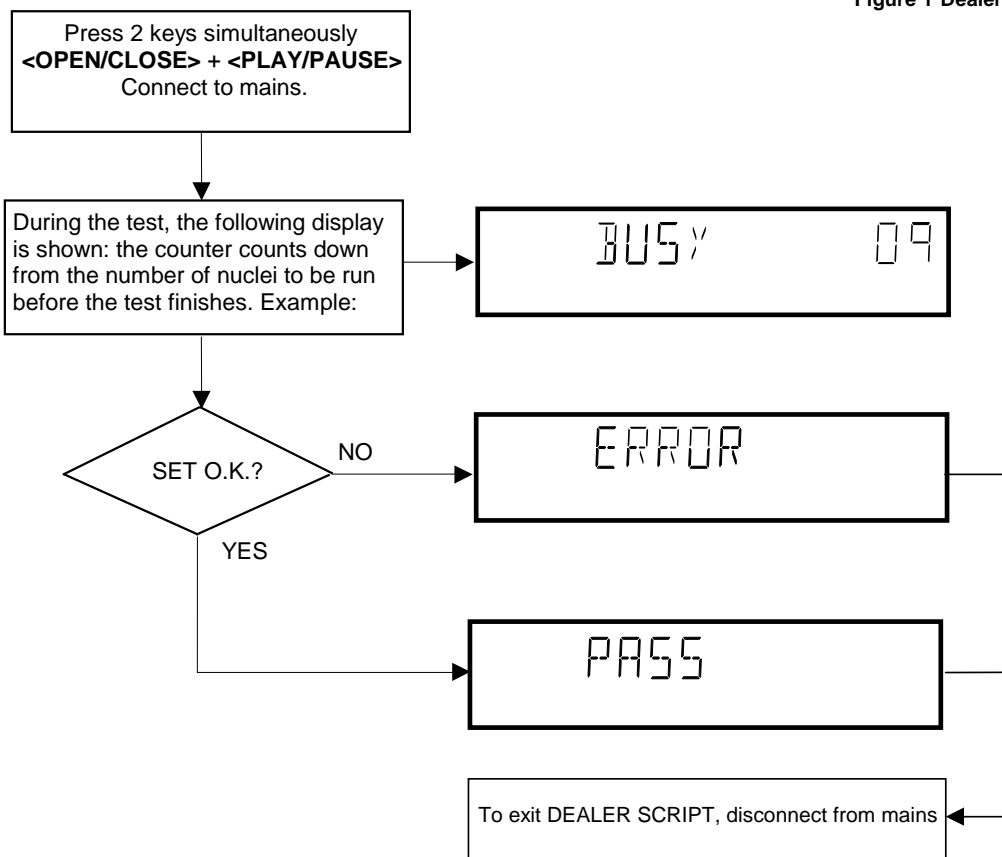 Figure 1 Dealer
Press 2 keys simultaneously
<OPEN/CLOSE> + <PLAY/PAUSE>
Connect to mains.
During the test, the following display
is shown: the counter counts down
from the number of nuclei to be run
before the test finishes. Example:
BUSY 09
SET O.K.?
NO
ERROR
YES
PASS
To exit DEALER SCRIPT, disconnect from mains